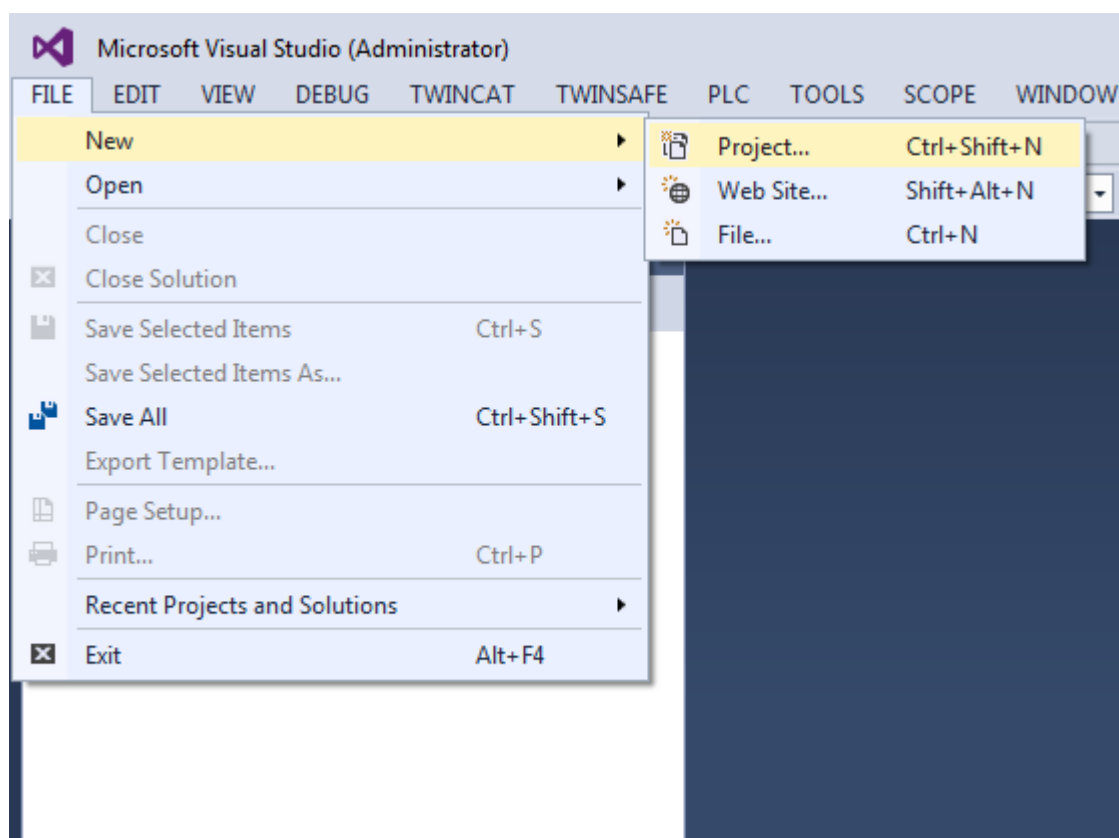 Microsoft Visual Studio (Administrator)
FILE EDIT VIEW DEBUG TWINCAT TWINSAFE PLC TOOLS SCOPE WINDOW
New
Project... Ctrl+Shift+N
Open
Web Site... Shift+Alt+N
File... Ctrl+N
Close
Close Solution
Save Selected Items Ctrl+S
Save Selected Items As...
Save All Ctrl+Shift+S
Export Template...
Page Setup...
Print... Ctrl+P
Recent Projects and Solutions
Exit Alt+F4